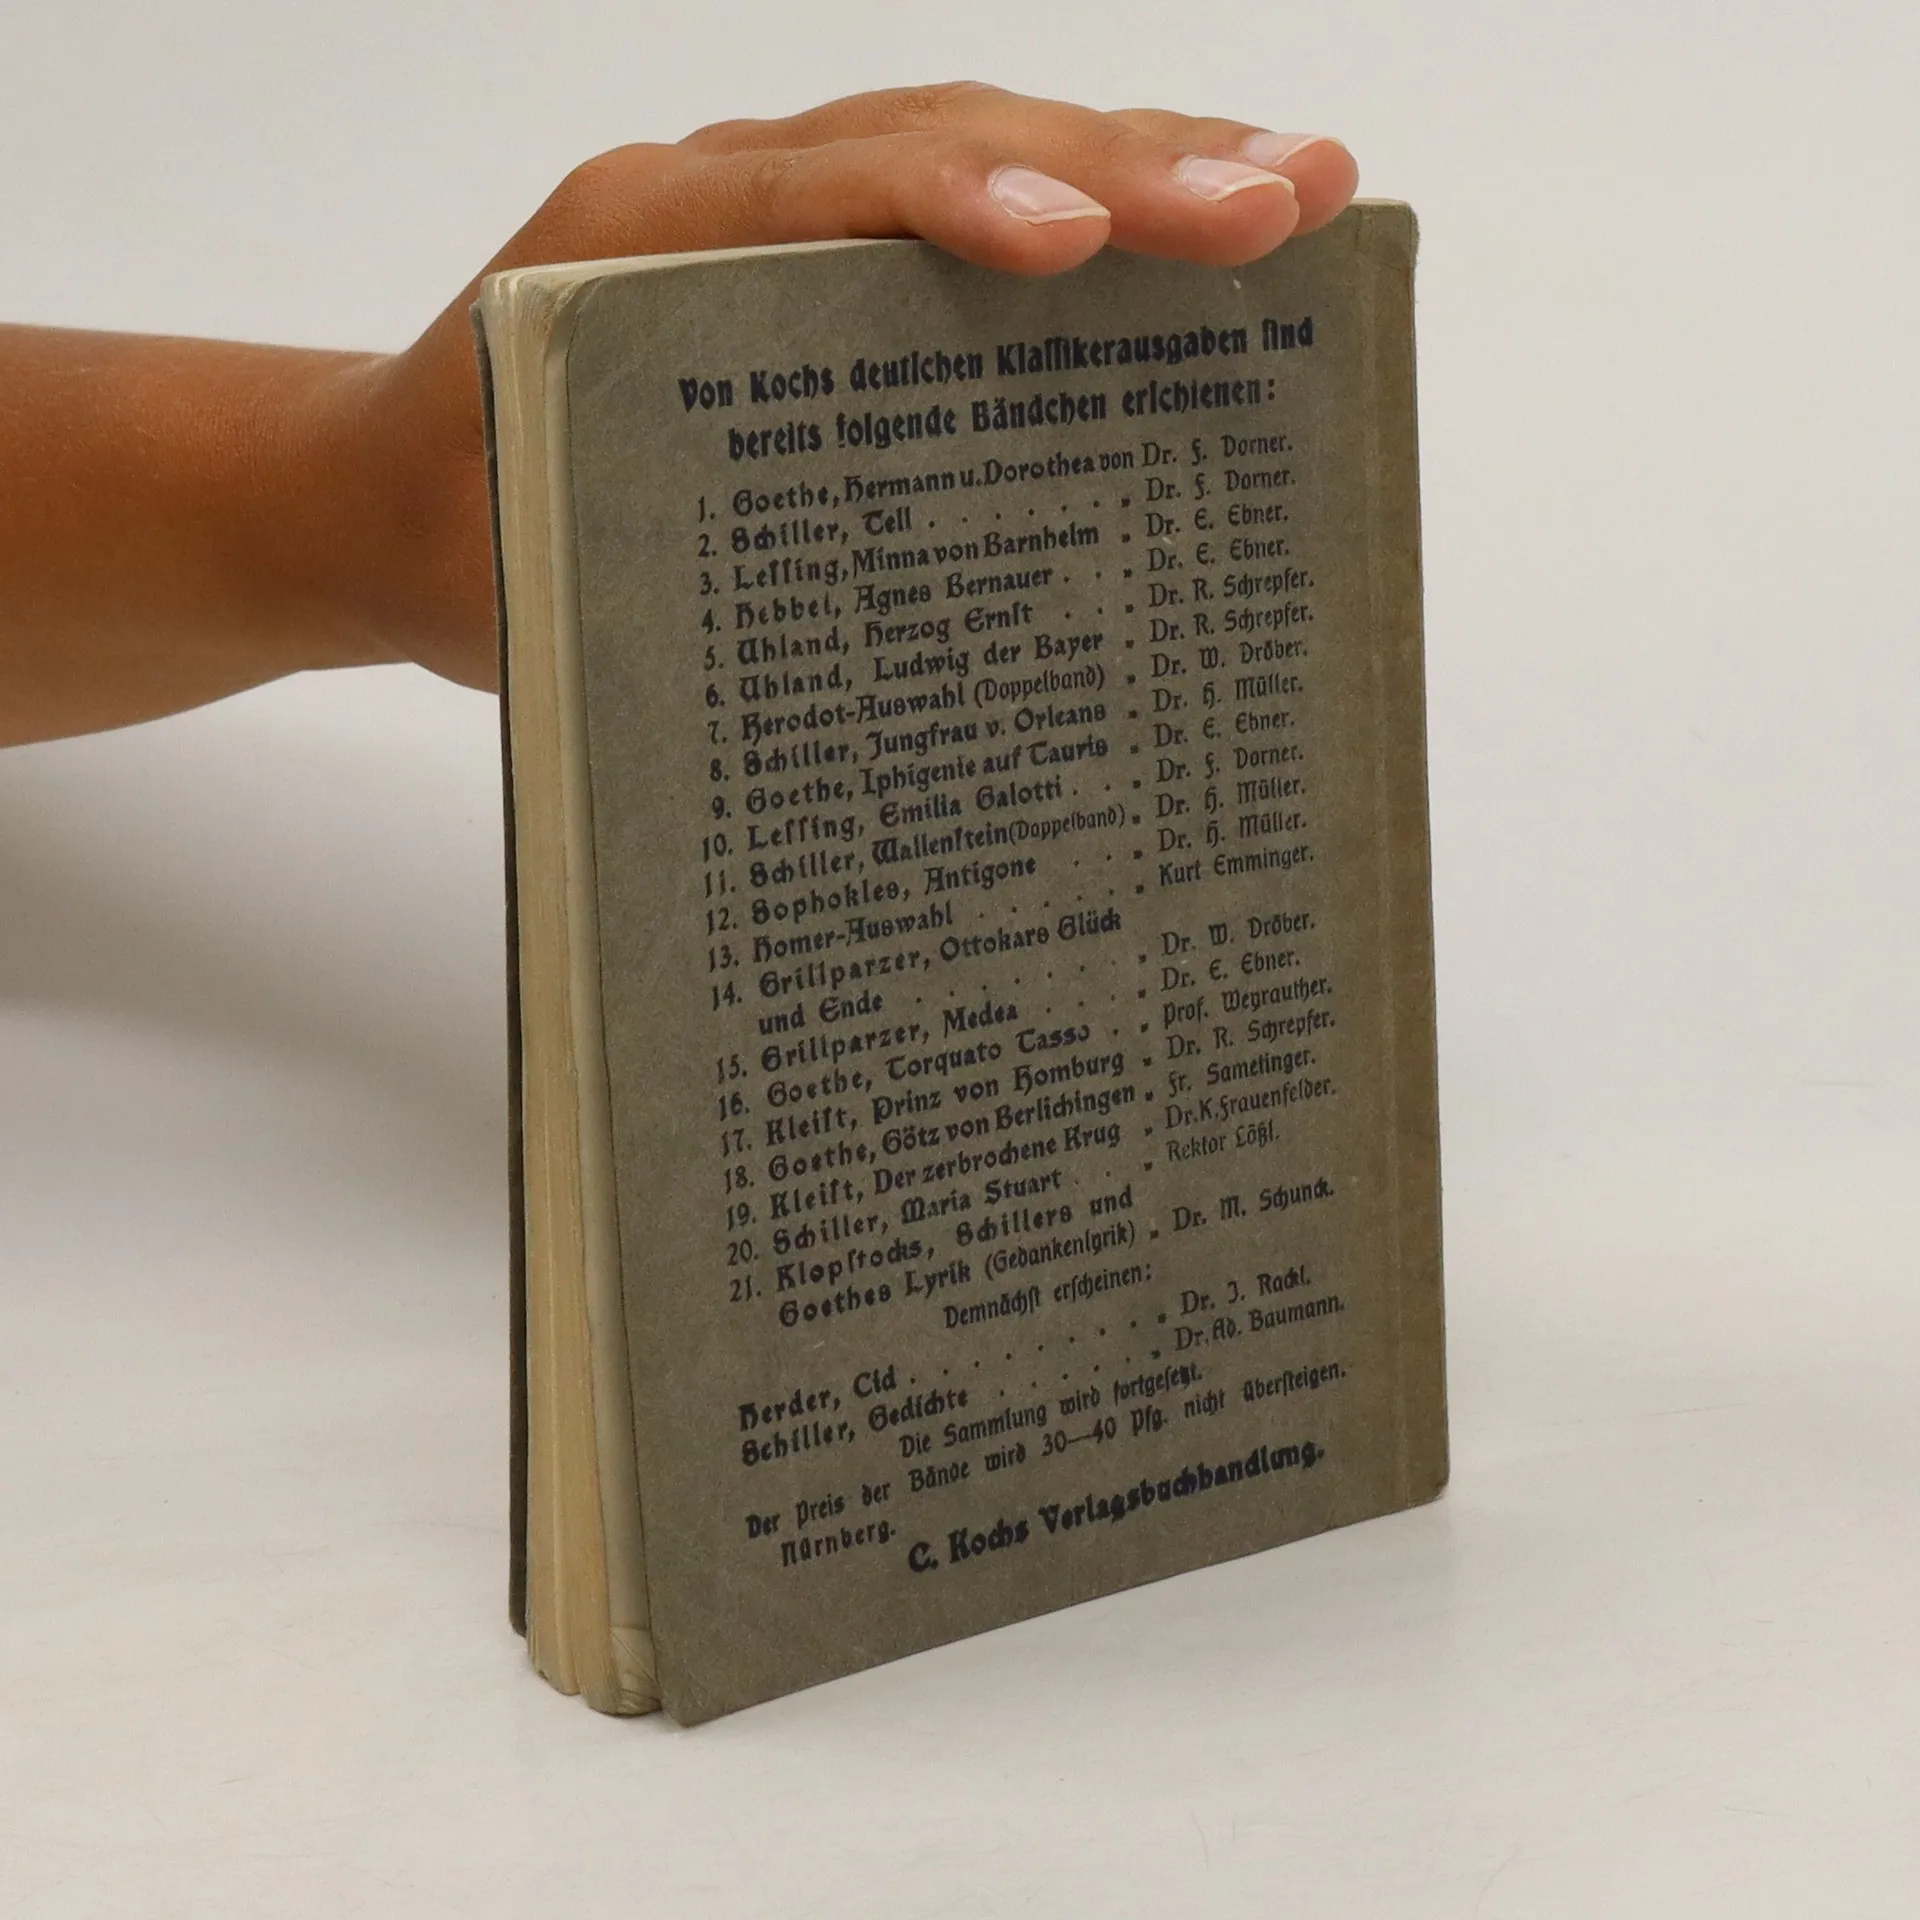 Von Kochs deutschen Klassikerausgaben sind
bereits folgende Bändchen erschienen:
1. Goethe, Hermann u. Dorothea von Dr. F. Dorner.
2. Schiller, Tell . . . . . . . „ Dr. F. Dorner.
3. Lessing, Minna von Barnhelm „ Dr. E. Ebner.
4. Hebbel, Agnes Bernauer . . „ Dr. E. Ebner.
5. Uhland, Herzog Ernst . . „ Dr. R. Schrepfer.
6. Uhland, Ludwig der Bayer „ Dr. R. Schrepfer.
7. Herodot-Auswahl (Doppelband) „ Dr. W. Dröber.
8. Schiller, Jungfrau v. Orleans „ Dr. H. Müller.
9. Goethe, Iphigenie auf Tauris „ Dr. E. Ebner.
10. Lessing, Emilia Galotti . . „ Dr. F. Dorner.
11. Schiller, Wallenstein (Doppelband) „ Dr. H. Müller.
12. Sophokles, Antigone . . „ Dr. H. Müller.
13. Homer-Auswahl . . . . . „ Kurt Emminger.
14. Grillparzer, Ottokars Glück
und Ende . . . . . . . „ Dr. W. Dröber.
15. Grillparzer, Medea . . . „ Dr. E. Ebner.
16. Goethe, Torquato Tasso . „ Prof. Weyrauther.
17. Kleist, Prinz von Homburg „ Dr. R. Schrepfer.
18. Goethe, Götz von Berlichingen „ Fr. Sametinger.
19. Kleist, Der zerbrochene Krug „ Dr. K. Frauenfelder.
20. Schiller, Maria Stuart . . „ Rektor Lößl.
21. Klopstocks, Schillers und
Goethes Lyrik (Gedankenlyrik) „ Dr. M. Schunck.
Demnächst erscheinen:
Herder, Cid . . . . . . . . „ Dr. J. Rackl.
Schiller, Gedichte . . . . . „ Dr. Ad. Baumann.
Die Sammlung wird fortgesetzt.
Der Preis der Bände wird 30—40 Pfg. nicht übersteigen.
Nürnberg.
C. Kochs Verlagsbuchhandlung.